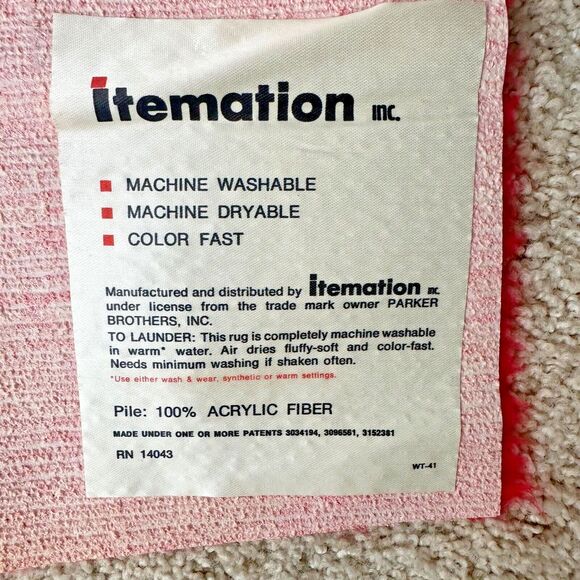 itemation INC.
MACHINE WASHABLE
MACHINE DRYABLE
COLOR FAST
Manufactured and distributed by itemation INC.
under license from the trade mark owner PARKER
BROTHERS, INC.
TO LAUNDER: This rug is completely machine washable
in warm* water. Air dries fluffy-soft and color-fast.
Needs minimum washing if shaken often.
*Use either wash & wear, synthetic or warm settings.
Pile: 100% ACRYLIC FIBER
MADE UNDER ONE OR MORE PATENTS 3034194, 3096561, 3152381
RN 14043
WT-41